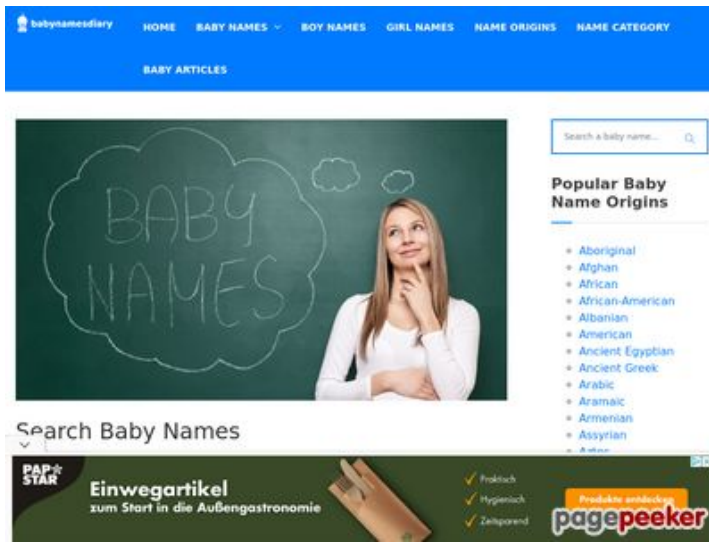 babynamesdiary
HOME
BABY NAMES
BOY NAMES
GIRL NAMES
NAME ORIGINS
NAME CATEGORY
BABY ARTICLES
BABY
NAMES
Search a baby name...
Popular Baby
Name Origins
Aboriginal
Afghan
African
African-American
Albanian
American
Ancient Egyptian
Ancient Greek
Arabic
Aramaic
Armenian
Assyrian
Search Baby Names
PAP
STAR
Einwegartikel
zum Start in die Außengastronomie
Praktisch
Hygienisch
Zeitsparend
Produkte entdecken
pagepeeker